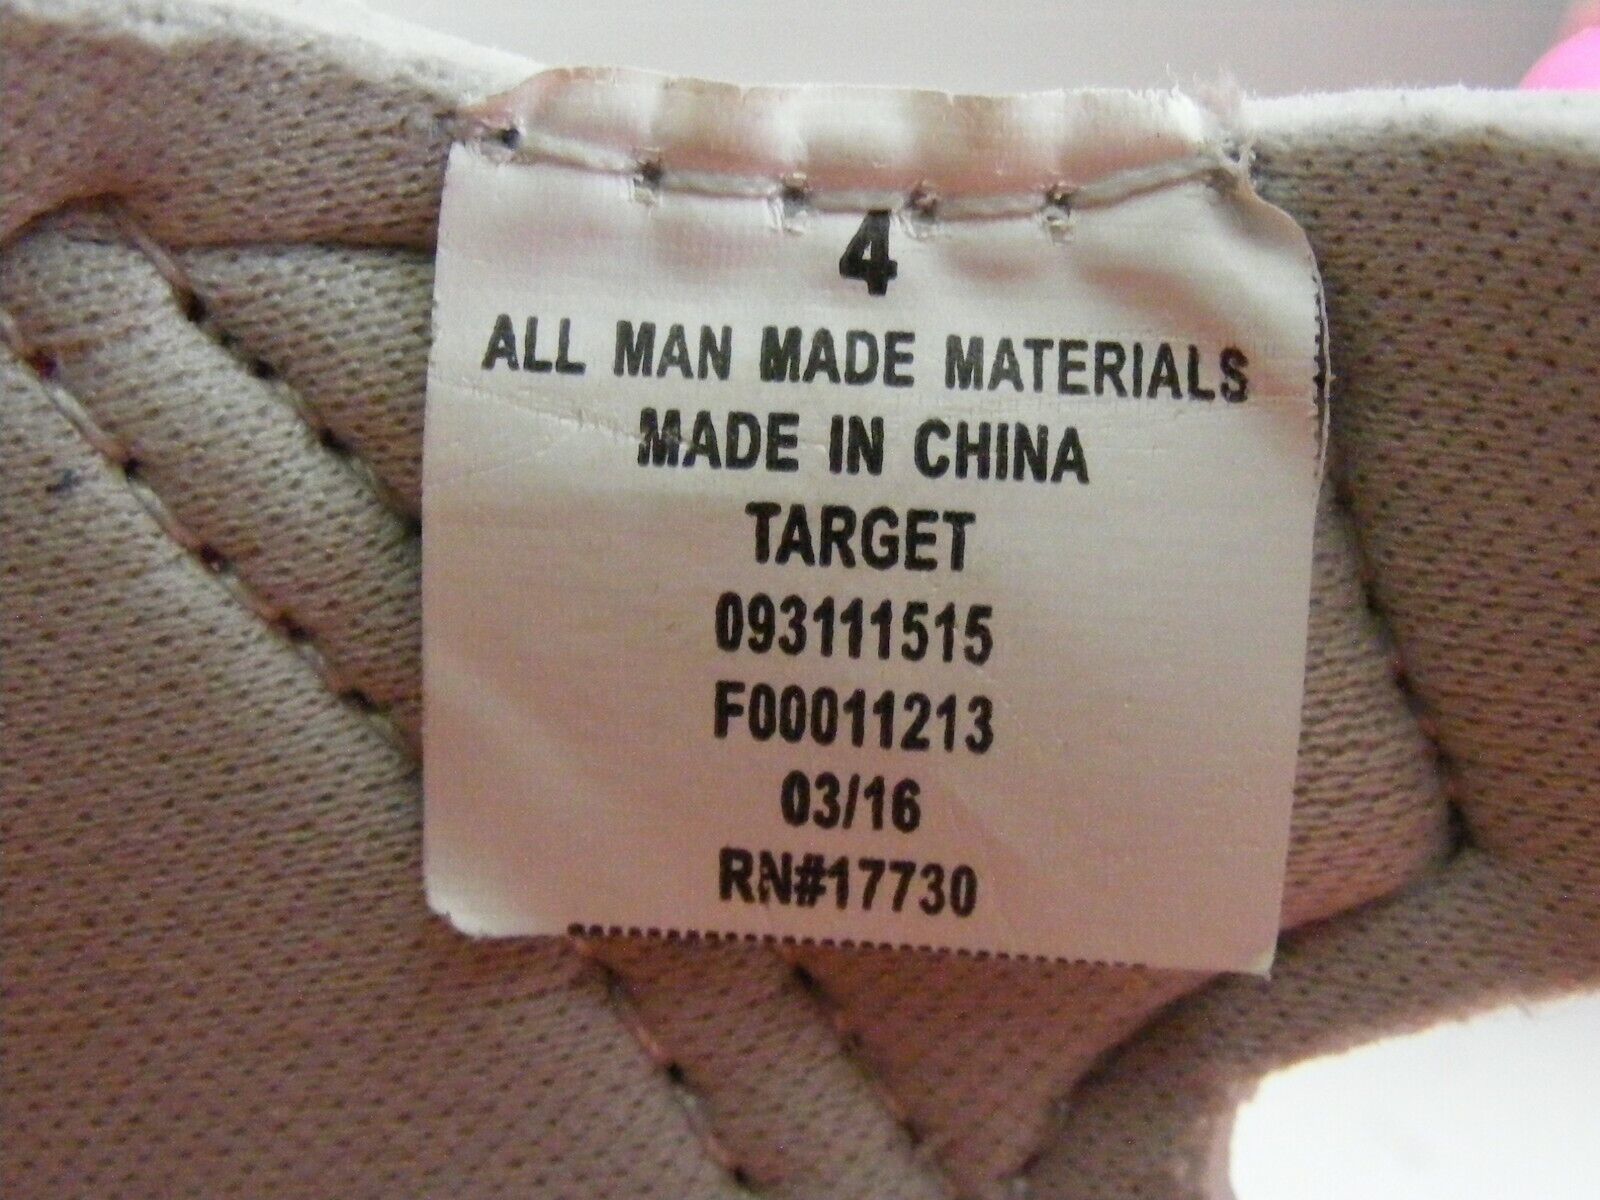 4
ALL MAN MADE MATERIALS
MADE IN CHINA
TARGET
093111515
F00011213
03/16
RN#17730